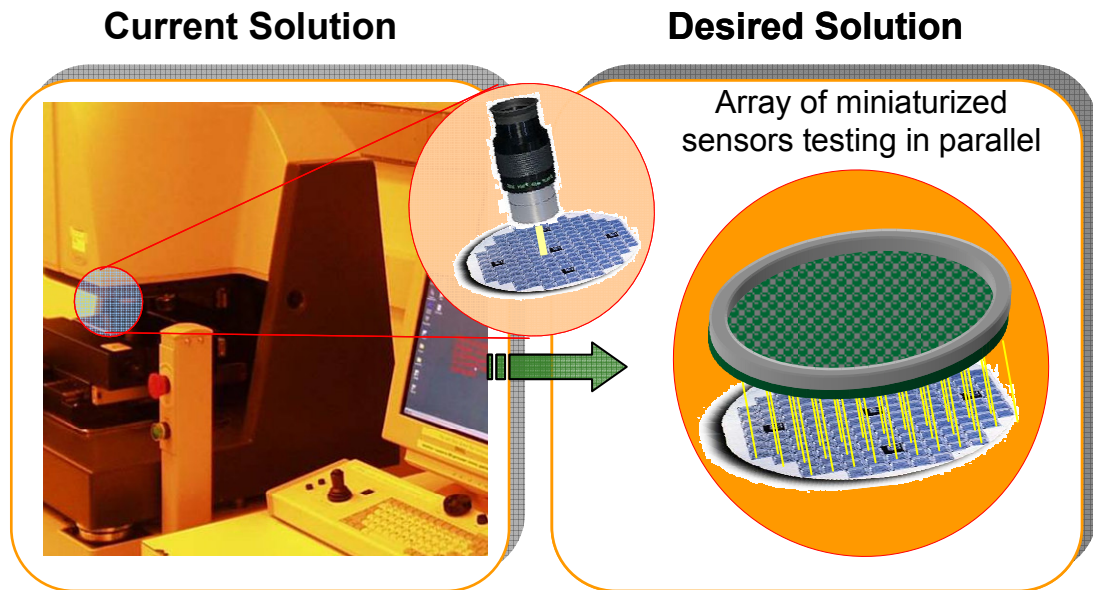 Current Solution
Desired Solution
Array of miniaturized
sensors testing in parallel